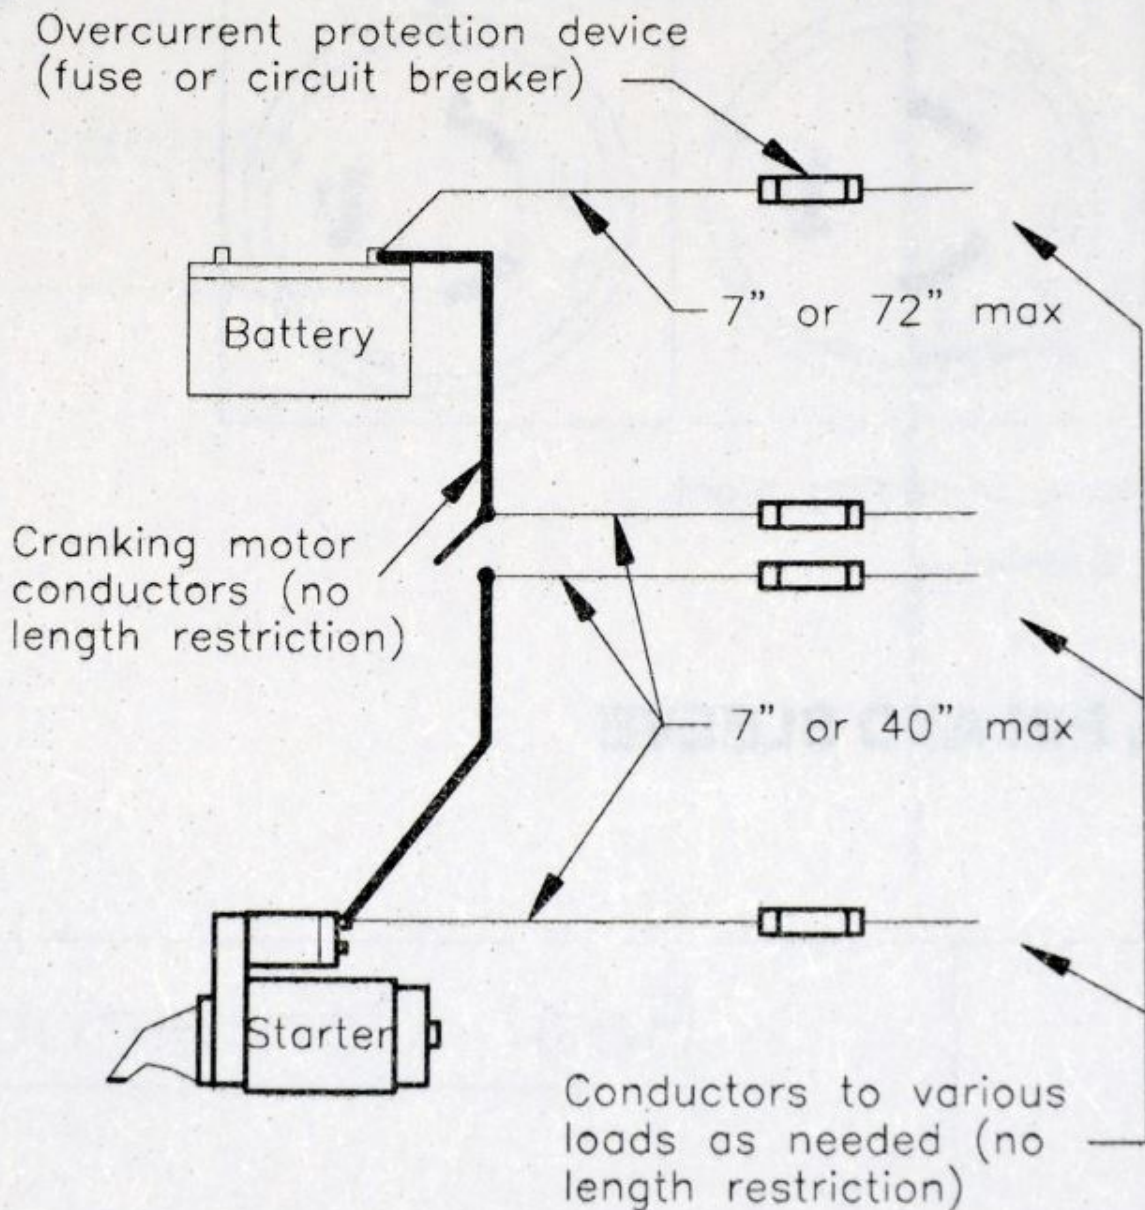 Overcurrent protection device
(fuse or circuit breaker)
7" or 72" max
Battery
Cranking motor
conductors (no
length restriction)
7" or 40" max
Starter
Conductors to various
loads as needed (no
length restriction)